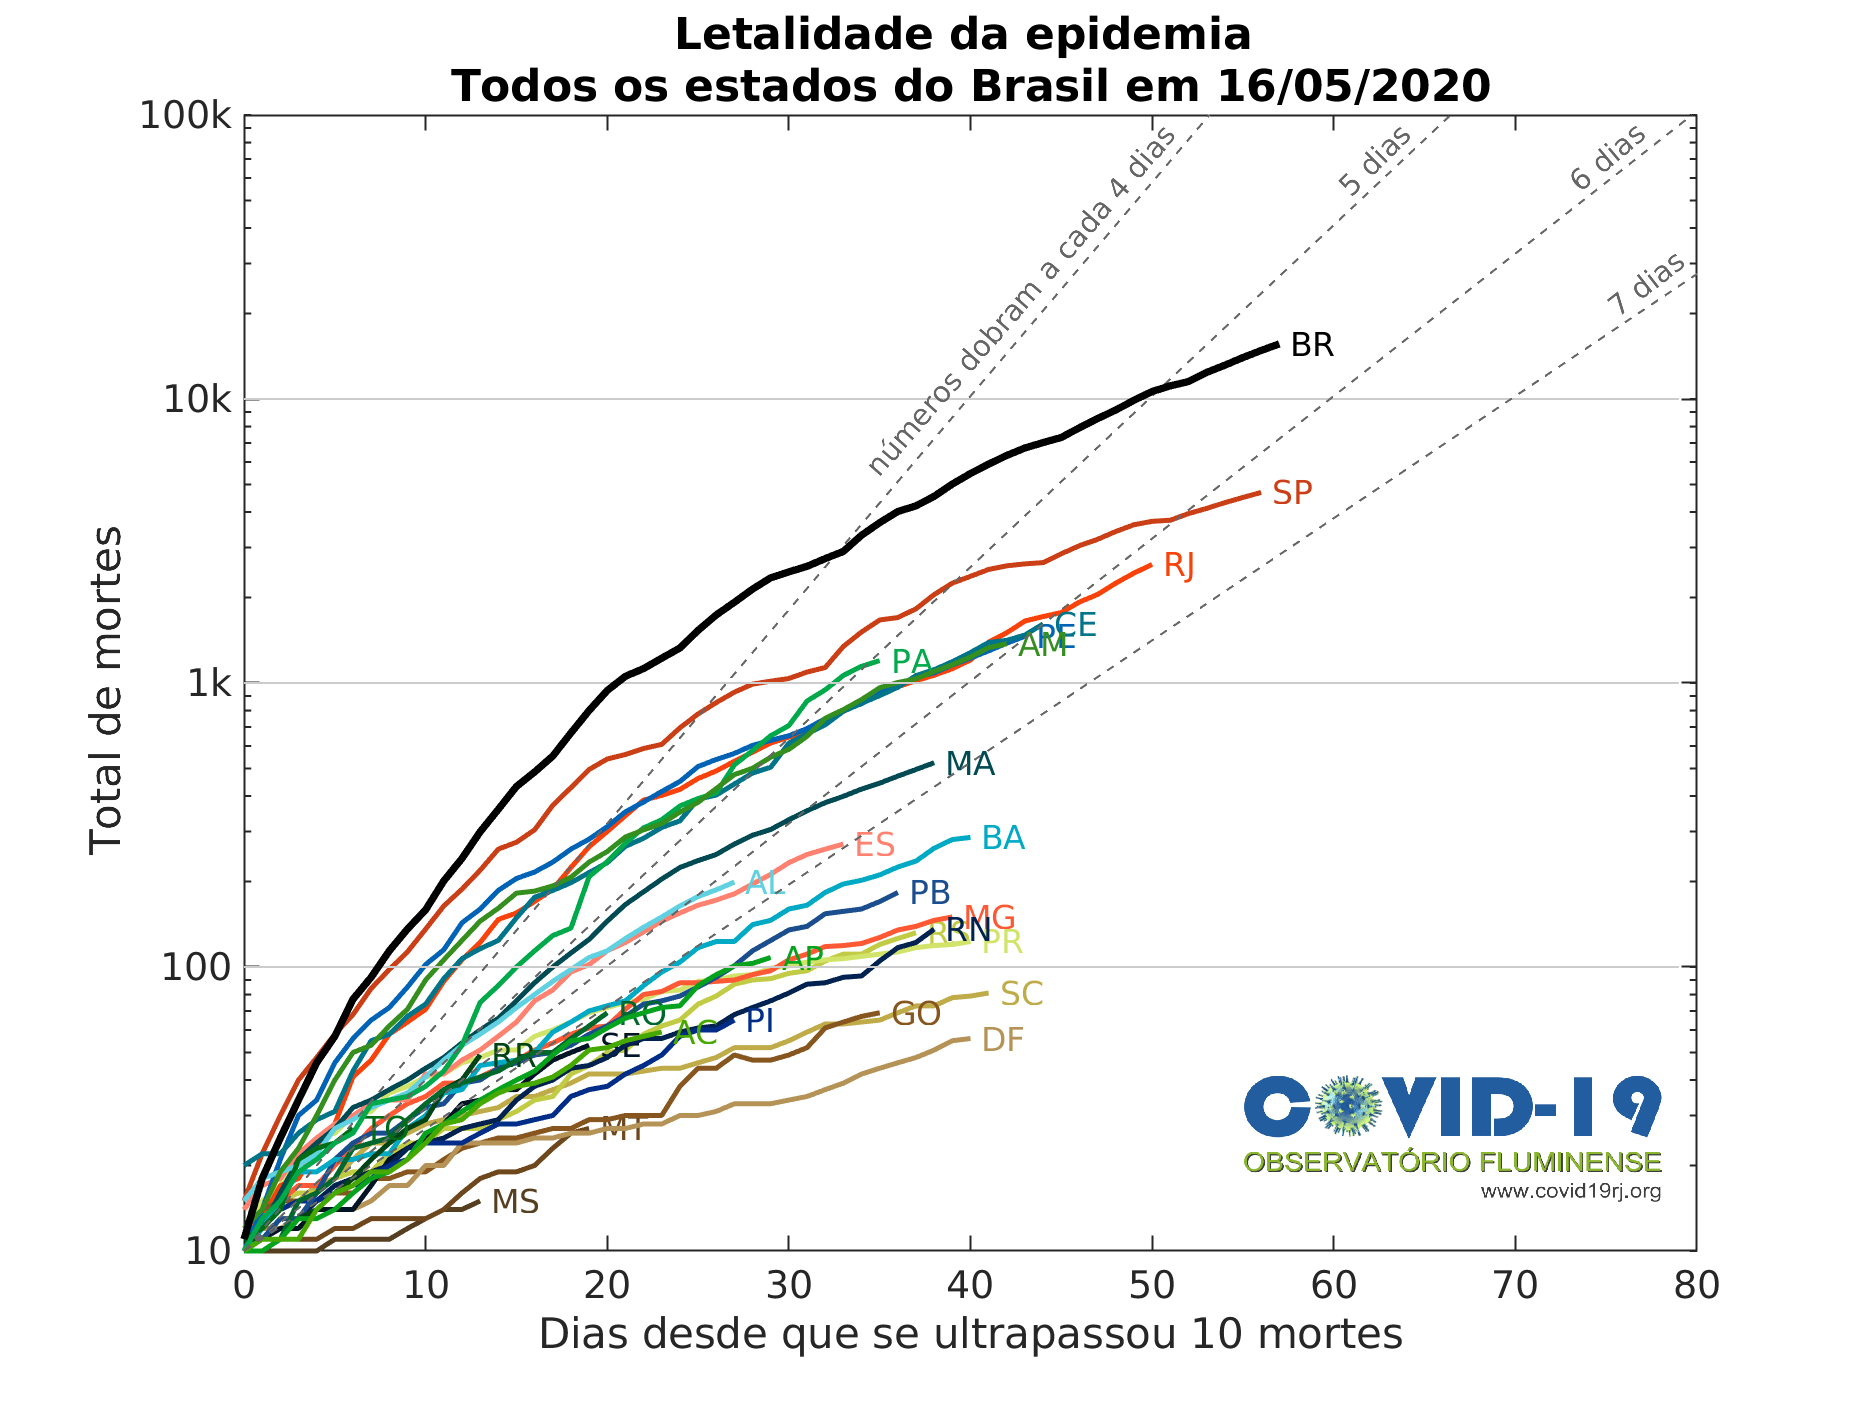 Letalidade da epidemia
Todos os estados do Brasil em 16/05/2020
100k
10k
1k
100
10
Total de mortes
0 10 20 30 40 50 60 70 80
Dias desde que se ultrapassou 10 mortes
números dobram a cada 4 dias
5 dias
6 dias
7 dias
BR
SP
RJ
CE
PE
AM
PA
MA
BA
ES
AL
PB
MG
RN
RS
PR
AP
SC
GO
RO
PI
AC
DF
SE
RR
TO
MT
MS
COVID-19
OBSERVATÓRIO FLUMINENSE
www.covid19rj.org